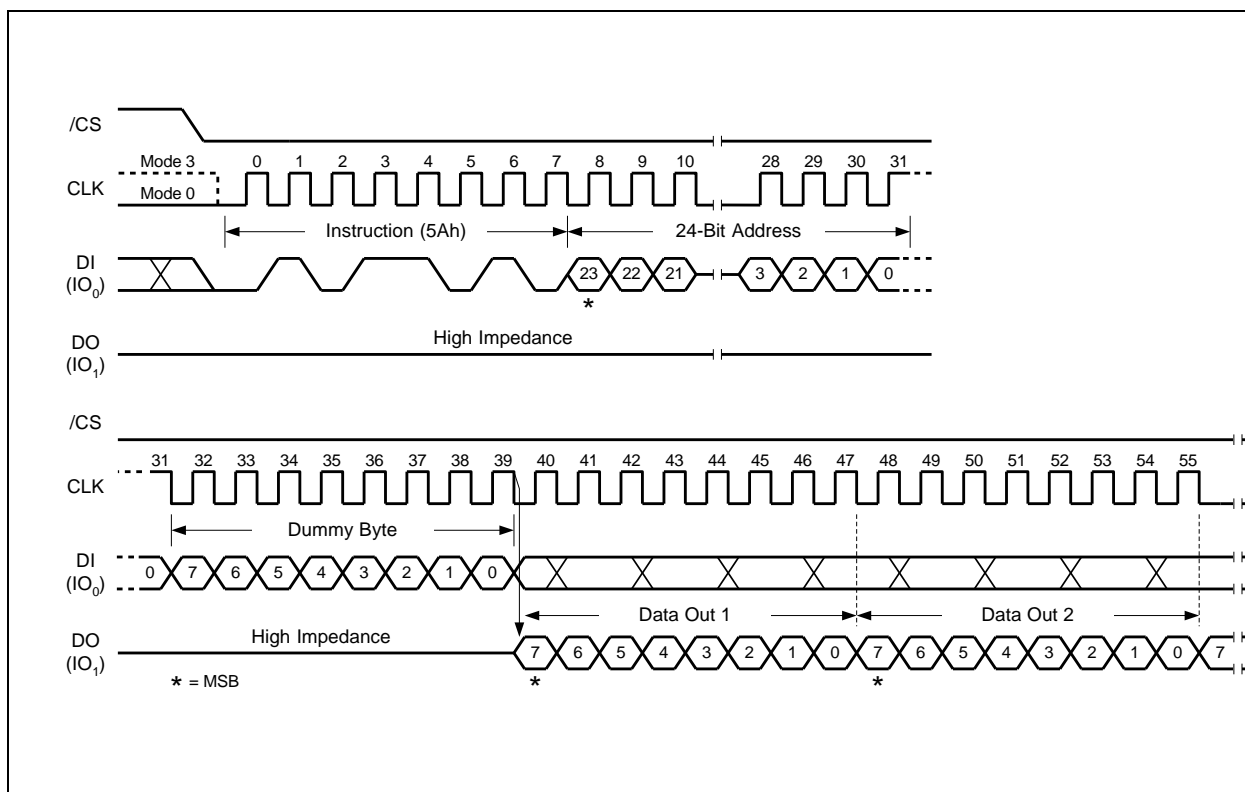 /CS
Mode 3 0 1 2 3 4 5 6 7 8 9 10 28 29 30 31
CLK
Mode 0
Instruction (5Ah) 24-Bit Address
DI
(IO0) 23 22 21 3 2 1 0
*
High Impedance
DO
(IO1)
/CS
31 32 33 34 35 36 37 38 39 40 41 42 43 44 45 46 47 48 49 50 51 52 53 54 55
CLK
Dummy Byte
DI
(IO0) 0 7 6 5 4 3 2 1 0
Data Out 1 Data Out 2
High Impedance
DO
(IO1) 7 6 5 4 3 2 1 0 7 6 5 4 3 2 1 0 7
* = MSB * *